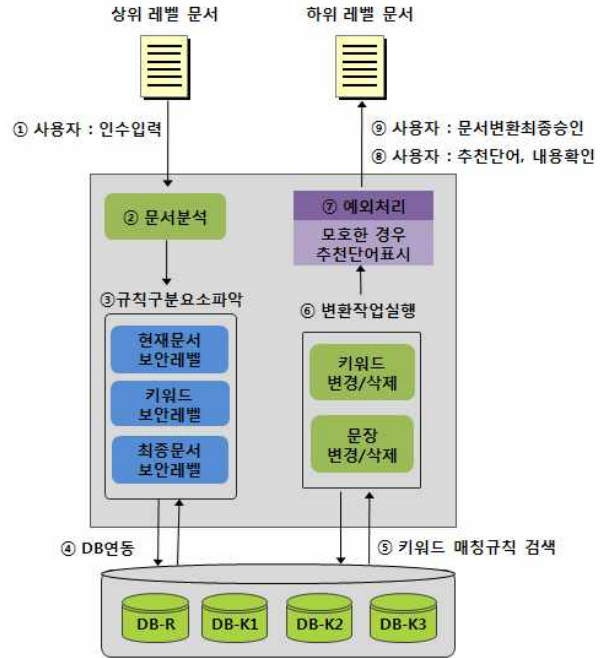 상위 레벨 문서
하위 레벨 문서
① 사용자 : 인수입력
⑨ 사용자 : 문서변환최종승인
⑧ 사용자 : 추천단어, 내용확인
② 문서분석
⑦ 예외처리
모호한 경우
추천단어표시
③규칙구분요소파악
⑥ 변환작업실행
현재문서
보안레벨
키워드
보안레벨
최종문서
보안레벨
키워드
변경/삭제
문장
변경/삭제
④ DB연동
⑤ 키워드 매칭규칙 검색
DB-R
DB-K1
DB-K2
DB-K3